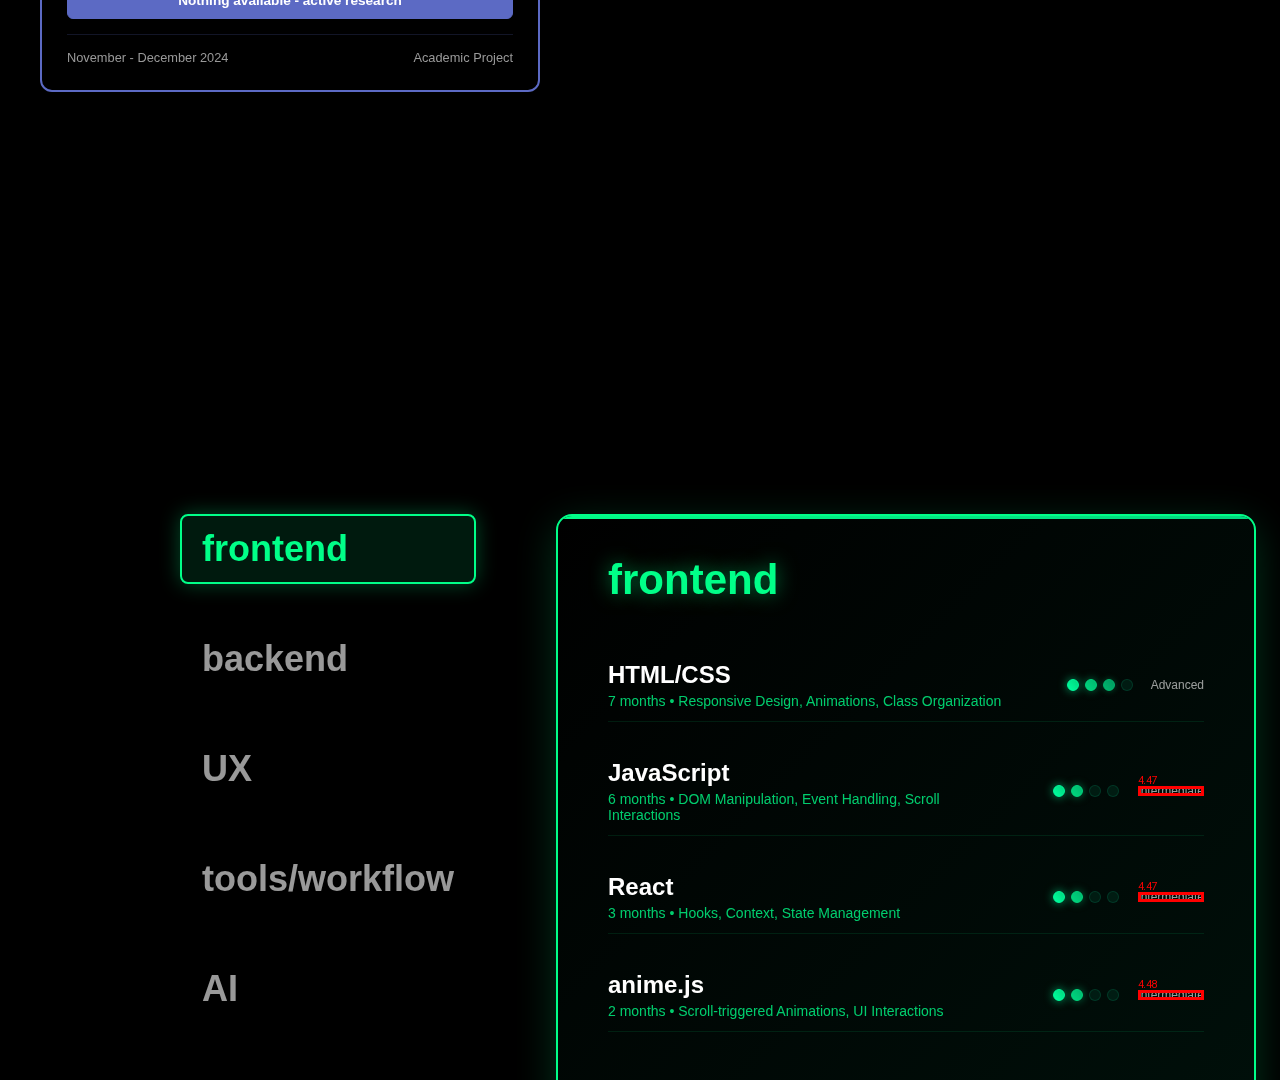 Nothing available - active research
November - December 2024
Academic Project
frontend
backend
UX
tools/workflow
AI
frontend
HTML/CSS
7 months • Responsive Design, Animations, Class Organization
Advanced
JavaScript
6 months • DOM Manipulation, Event Handling, Scroll
Interactions
4.47
Intermediate
React
3 months • Hooks, Context, State Management
4.47
Intermediate
anime.js
2 months • Scroll-triggered Animations, UI Interactions
4.48
Intermediate